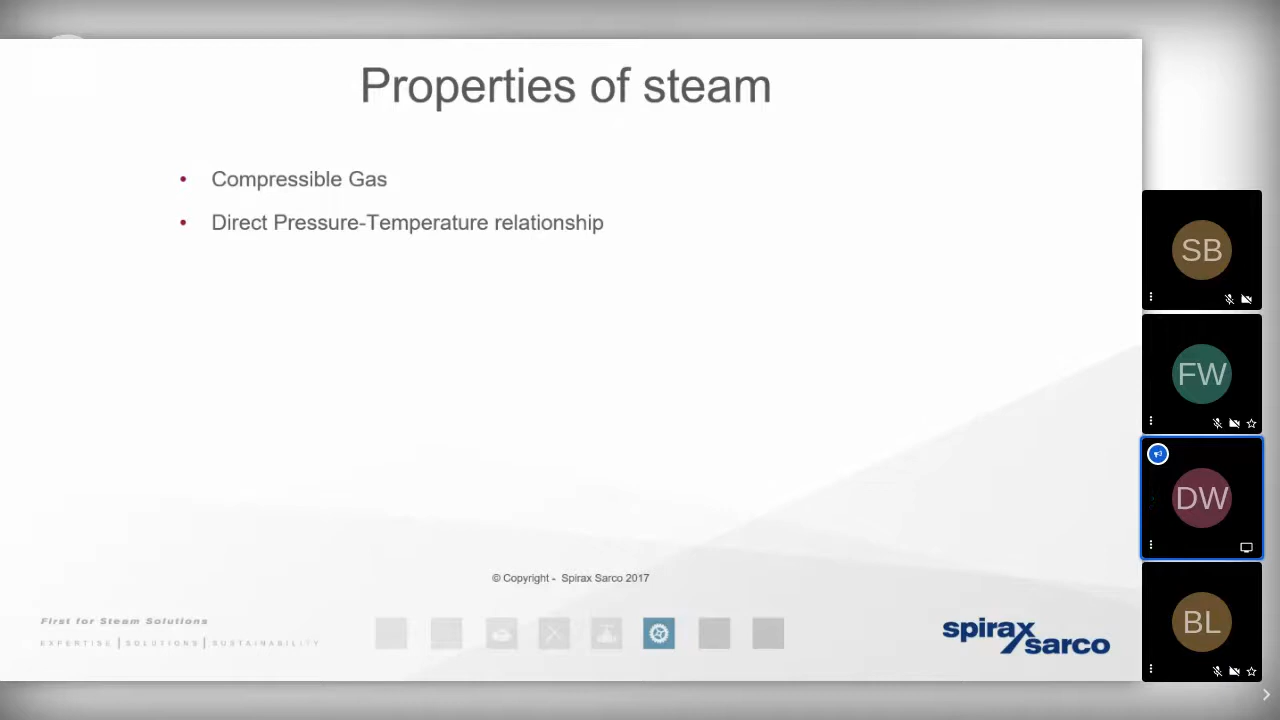 Properties of steam
• Compressible Gas
• Direct Pressure-Temperature relationship
© Copyright - Spirax Sarco 2017
First for Steam Solutions
EXPERTISE | SOLUTIONS | SUSTAINABILITY
spirax
sarco
SB
FW
DW
BL